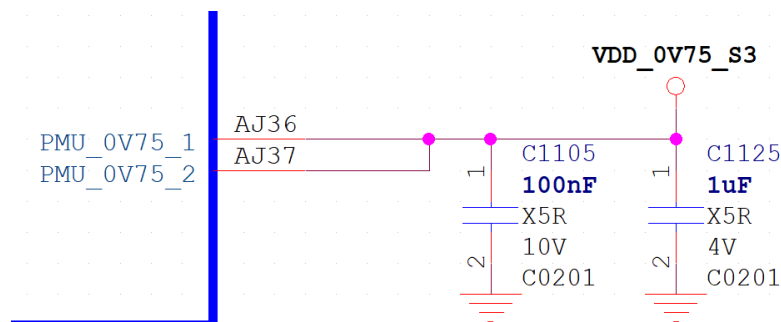 VDD_0V75_S3
PMU_0V75_1
AJ36
PMU_0V75_2
AJ37
1
C1105
100nF
X5R
10V
2
C0201
1
C1125
1uF
X5R
4V
2
C0201